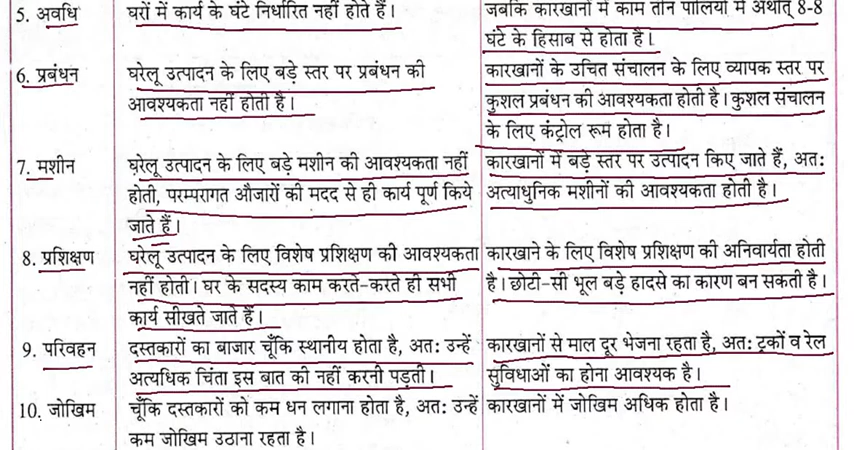 5. अवधि घरों में कार्य के घंटे निर्धारित नहीं होते हैं। जबकि कारखानों में काम तीन पालियों में अर्थात् 8-8
घंटे के हिसाब से होता है।
6. प्रबंधन घरेलू उत्पादन के लिए बड़े स्तर पर प्रबंधन की कारखानों के उचित संचालन के लिए व्यापक स्तर पर
आवश्यकता नहीं होती है। कुशल प्रबंधन की आवश्यकता होती है। कुशल संचालन
के लिए कंट्रोल रूम होता है।
7. मशीन घरेलू उत्पादन के लिए बड़े मशीन की आवश्यकता नहीं कारखानों में बड़े स्तर पर उत्पादन किए जाते हैं, अतः
होती, परम्परागत औजारों की मदद से ही कार्य पूर्ण किये अत्याधुनिक मशीनों की आवश्यकता होती है।
जाते हैं।
8. प्रशिक्षण घरेलू उत्पादन के लिए विशेष प्रशिक्षण की आवश्यकता कारखाने के लिए विशेष प्रशिक्षण की अनिवार्यता होती
नहीं होती। घर के सदस्य काम करते-करते ही सभी है। छोटी-सी भूल बड़े हादसे का कारण बन सकती है।
कार्य सीखते जाते हैं।
9. परिवहन दस्तकारों का बाजार चूँकि स्थानीय होता है, अतः उन्हें कारखानों से माल दूर भेजना रहता है, अतः ट्रकों व रेल
अत्यधिक चिंता इस बात की नहीं करनी पड़ती। सुविधाओं का होना आवश्यक है।
10. जोखिम चूँकि दस्तकारों को कम धन लगाना होता है, अतः उन्हें कारखानों में जोखिम अधिक होता है।
कम जोखिम उठाना रहता है।